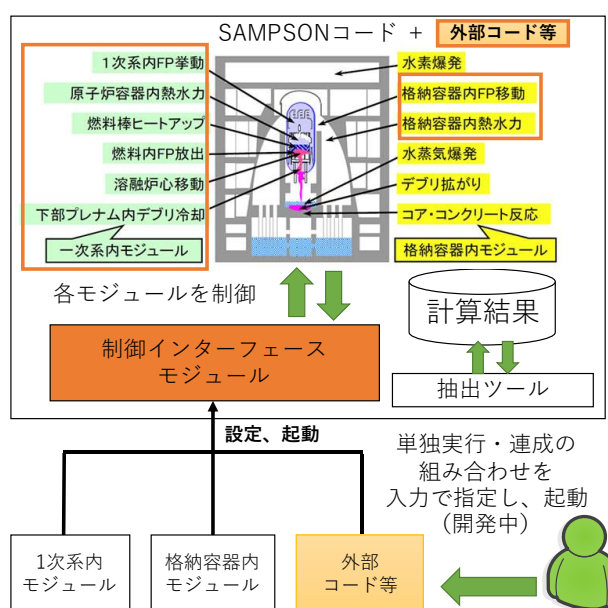 SAMPSONコード + 外部コード等
1次系内FP挙動
原子炉容器内熱水力
燃料棒ヒートアップ
燃料内FP放出
溶融炉心移動
下部プレナム内デブリ冷却
一次系内モジュール
水素爆発
格納容器内FP移動
格納容器内熱水力
水蒸気爆発
デブリ拡がり
コア・コンクリート反応
格納容器内モジュール
各モジュールを制御
計算結果
制御インターフェース
モジュール
抽出ツール
設定、起動
単独実行・連成の
組み合わせを
入力で指定し、起動
(開発中)
1次系内
モジュール
格納容器内
モジュール
外部
コード等